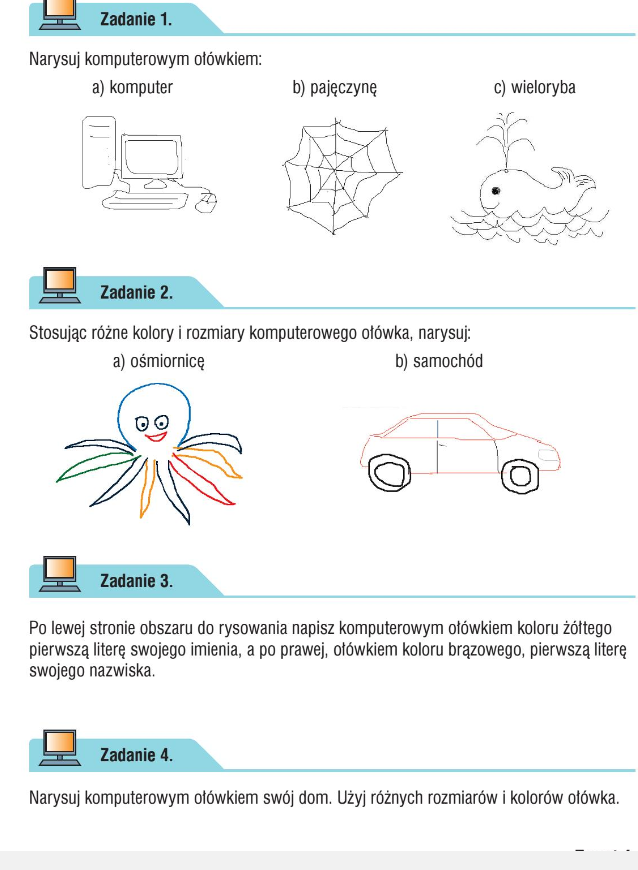 Zadanie 1.
Narysuj komputerowym ołówkiem:
a) komputer
b) pajęczynę
c) wieloryba
Zadanie 2.
Stosując różne kolory i rozmiary komputerowego ołówka, narysuj:
a) ośmiornicę
b) samochód
Zadanie 3.
Po lewej stronie obszaru do rysowania napisz komputerowym ołówkiem koloru żółtego
pierwszą literę swojego imienia, a po prawej, ołówkiem koloru brązowego, pierwszą literę
swojego nazwiska.
Zadanie 4.
Narysuj komputerowym ołówkiem swój dom. Użyj różnych rozmiarów i kolorów ołówka.